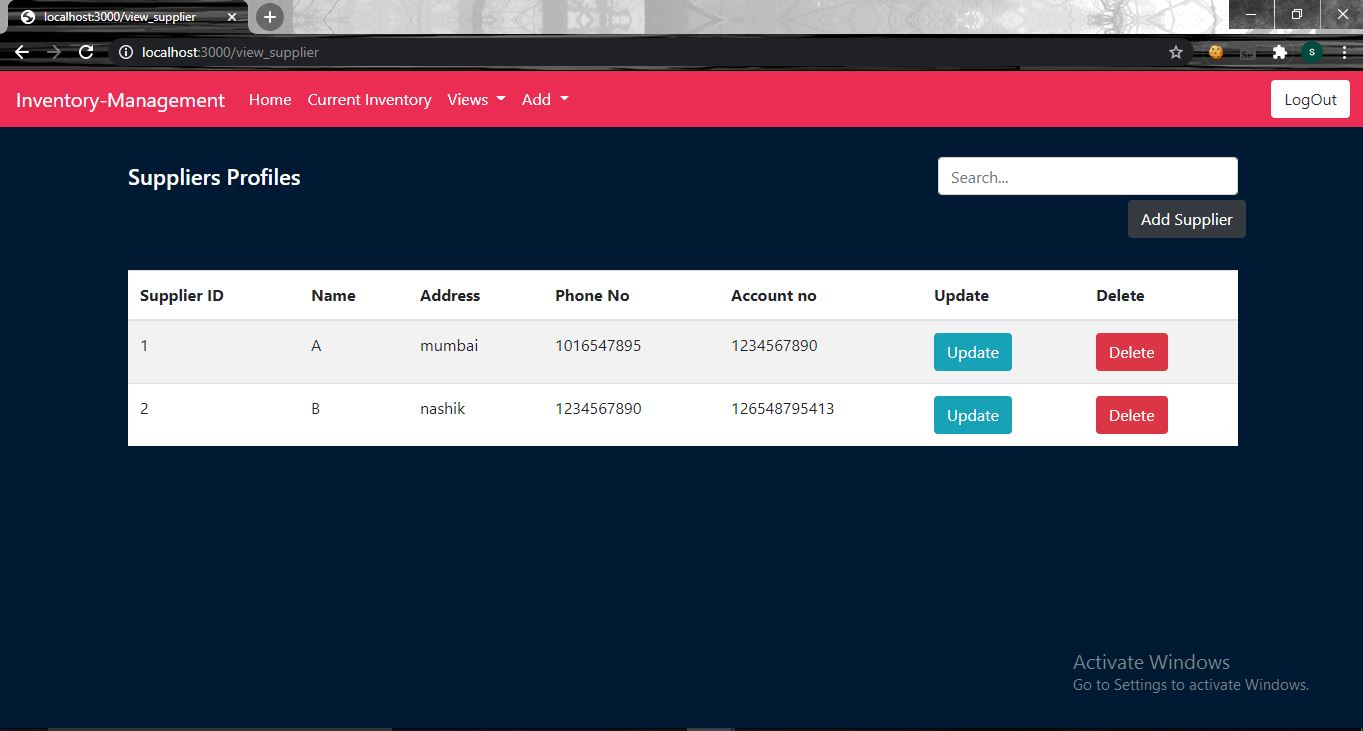 localhost:3000/view_supplier
localhost:3000/view_supplier
s
Inventory-Management Home Current Inventory Views Add LogOut
Suppliers Profiles
Search...
Add Supplier
Supplier ID Name Address Phone No Account no Update Delete
1 A mumbai 1016547895 1234567890 Update Delete
2 B nashik 1234567890 126548795413 Update Delete
Activate Windows
Go to Settings to activate Windows.